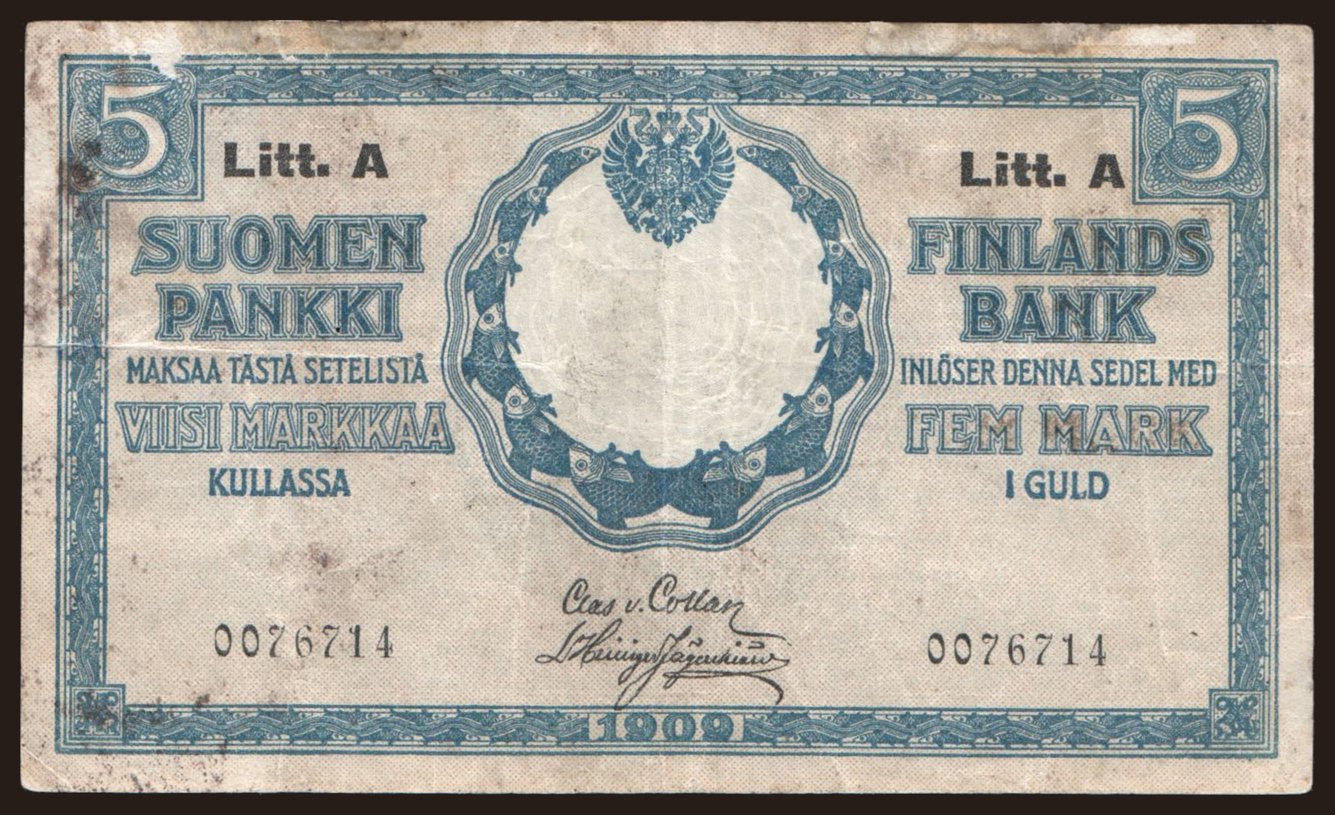 5
5
Litt. A
Litt. A
SUOMEN
PANKKI
MAKSAA TÄSTÄ SETELISTÄ
VIISI MARKKAA
KULLASSA
FINLANDS
BANK
INLÖSER DENNA SEDEL MED
FEM MARK
I GULD
Clas v. Collan
0076714
0076714
1909